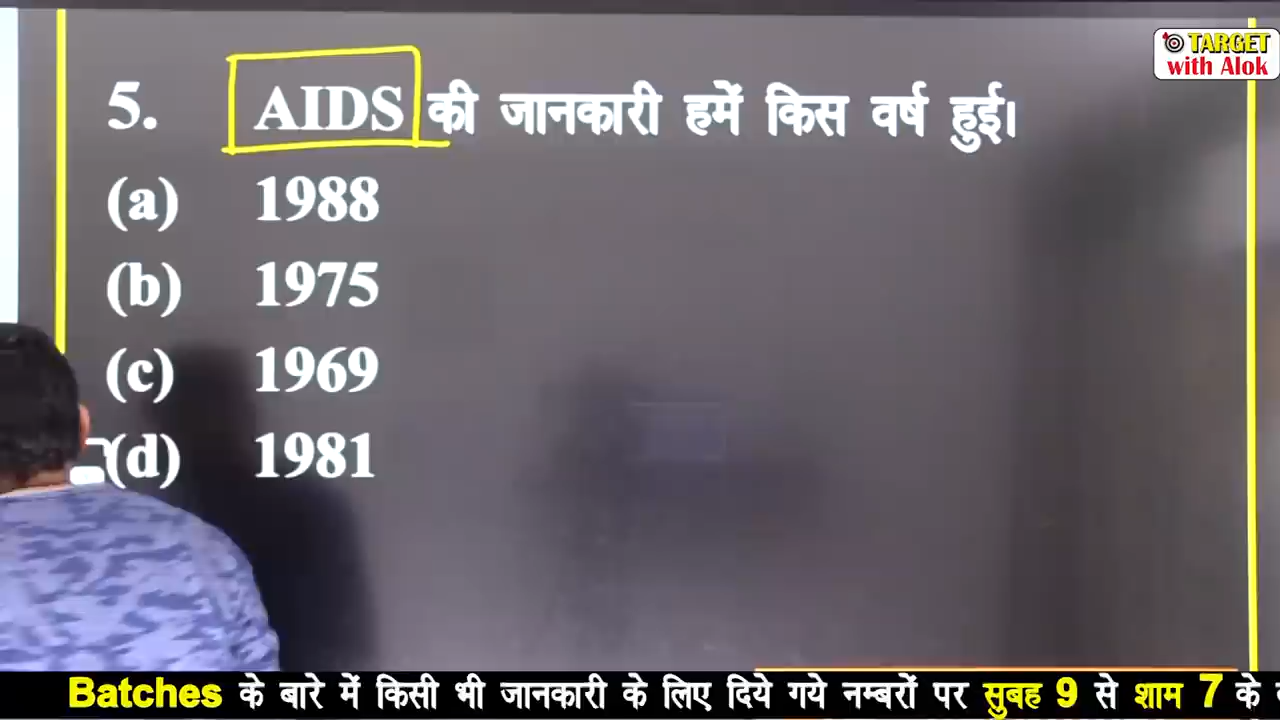 TARGET
with Alok
5. AIDS की जानकारी हमें किस वर्ष हुई।
(a) 1988
(b) 1975
(c) 1969
(d) 1981
Batches के बारे में किसी भी जानकारी के लिए दिये गये नम्बरों पर सुबह 9 से शाम 7 के